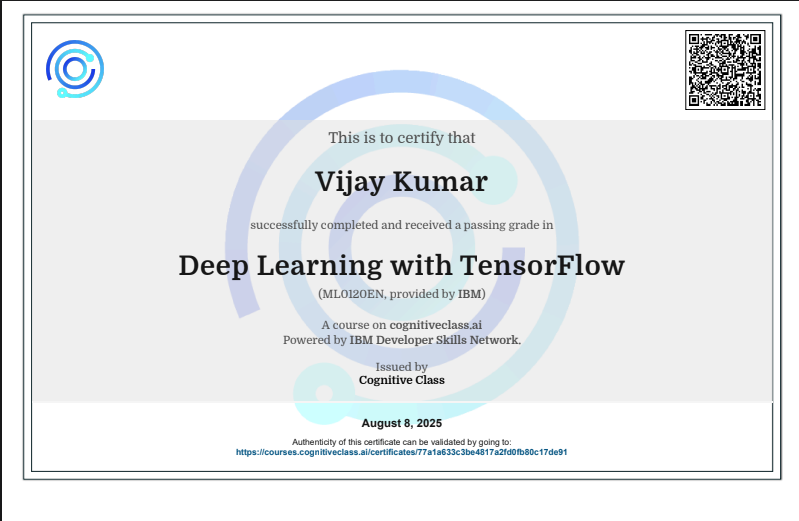 This is to certify that
Vijay Kumar
successfully completed and received a passing grade in
Deep Learning with TensorFlow
(ML0120EN, provided by IBM)
A course on cognitiveclass.ai
Powered by IBM Developer Skills Network.
Issued by
Cognitive Class
August 8, 2025
Authenticity of this certificate can be validated by going to:
https://courses.cognitiveclass.ai/certificates/77a1a633c3be4817a2fd0fb80c17de91